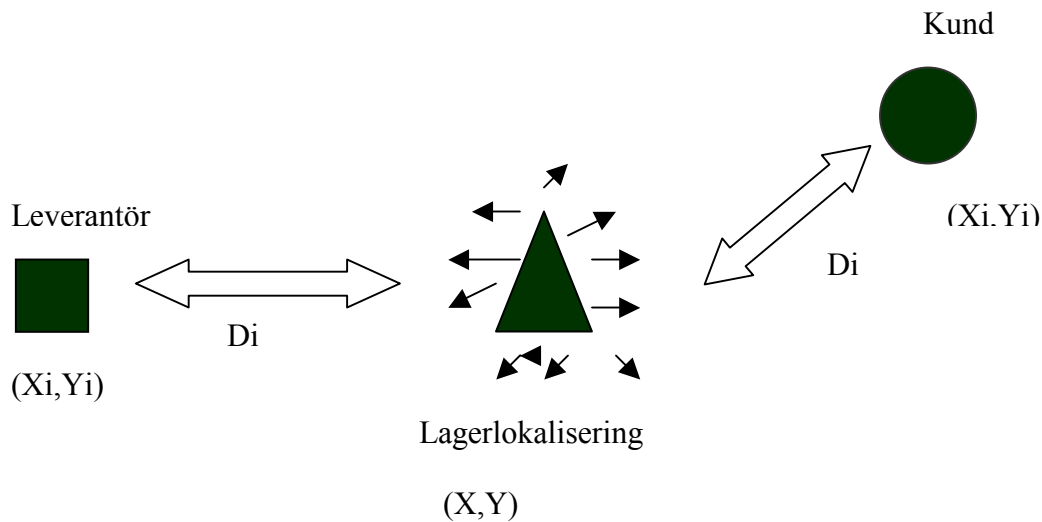 Kund
Leverantör
(Xi,Yi)
Di
Di
(Xi,Yi)
Lagerlokalisering
(X,Y)